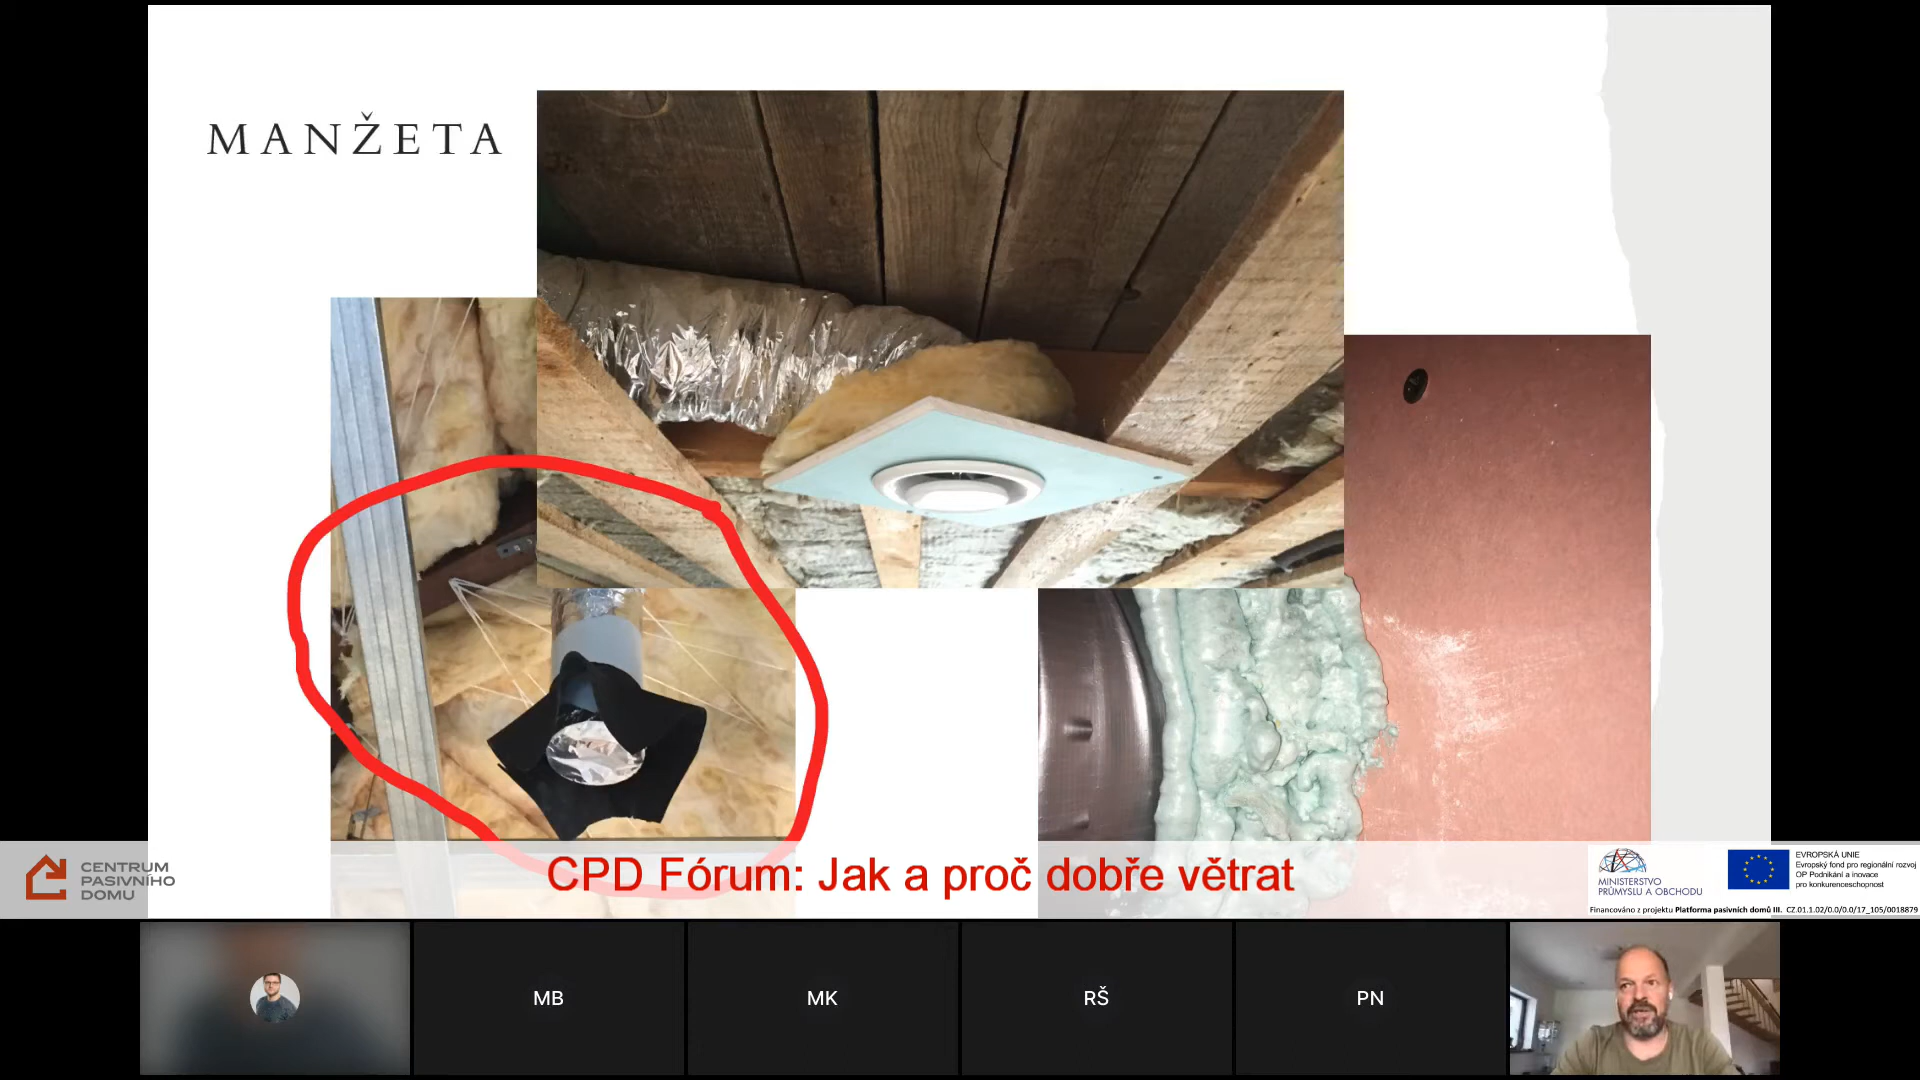 MANŽETA
CENTRUM
PASIVNÍHO
DOMU
CPD Fórum: Jak a proč dobře větrat
MINISTERSTVO
PRŮMYSLU A OBCHODU
EVROPSKÁ UNIE
Evropský fond pro regionální rozvoj
OP Podnikání a inovace
pro konkurenceschopnost
Financováno z projektu Platforma pasivních domů III. CZ.01.1.02/0.0/0.0/17_105/0018879
MB
MK
RŠ
PN